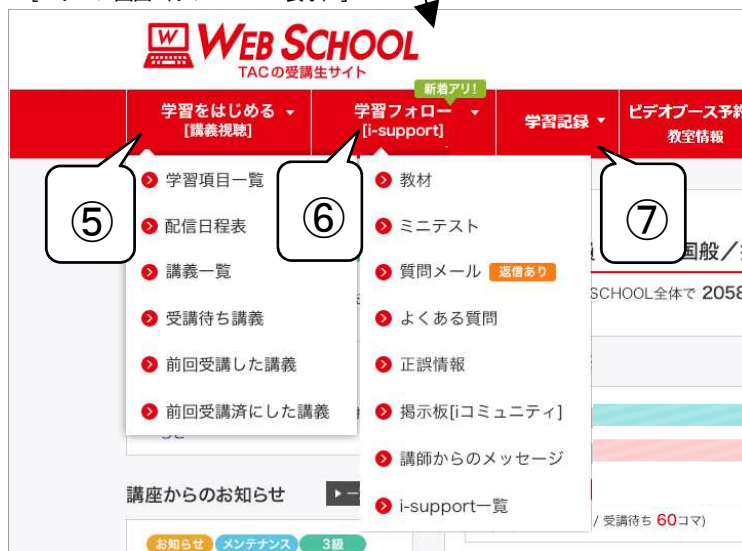 W WEB SCHOOL
TACの受講生サイト
新着アリ!
学習をはじめる
[講義視聴]
学習フォロー
[i-support]
学習記録
ビデオブース予約
教室情報
⑤
⑥
⑦
学習項目一覧
配信日程表
講義一覧
受講待ち講義
前回受講した講義
前回受講済にした講義
教材
ミニテスト
質問メール 返信あり
よくある質問
正誤情報
掲示板[iコミュニティ]
講師からのメッセージ
i-support一覧
国般/
SCHOOL全体で 2058
/ 受講待ち 60コマ)
講座からのお知らせ
お知らせ メンテナンス 3級